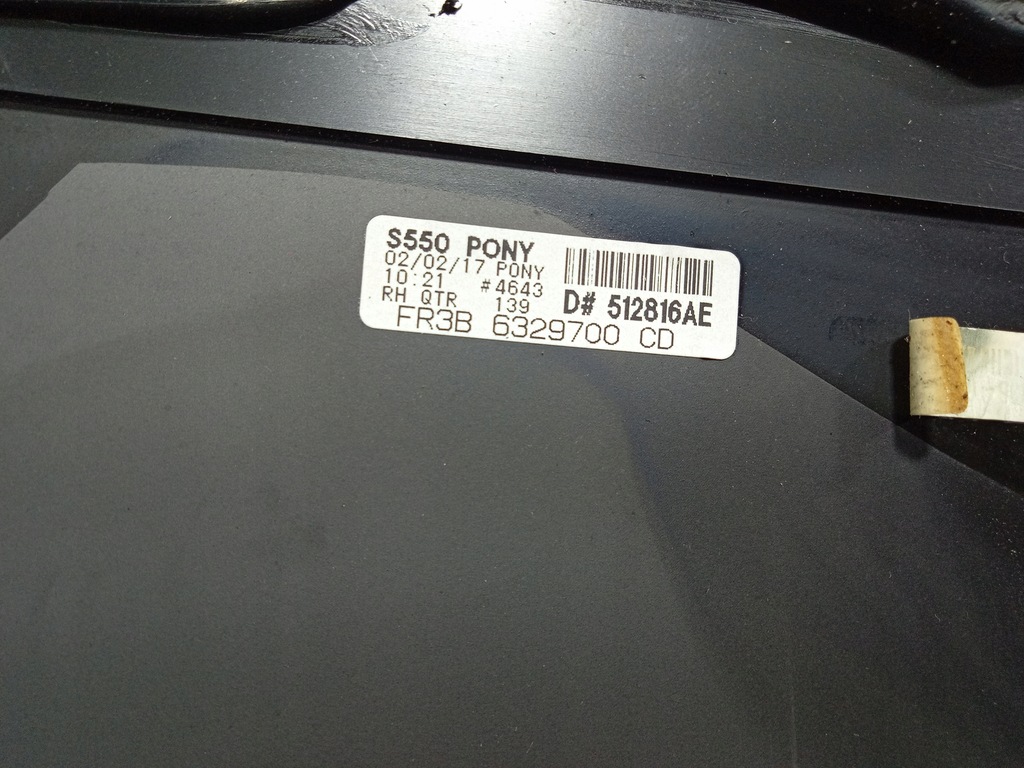 S550 PONY
02/02/17 PONY
10:21 #4643
RH QTR 139
D# 512816AE
FR3B 6329700 CD